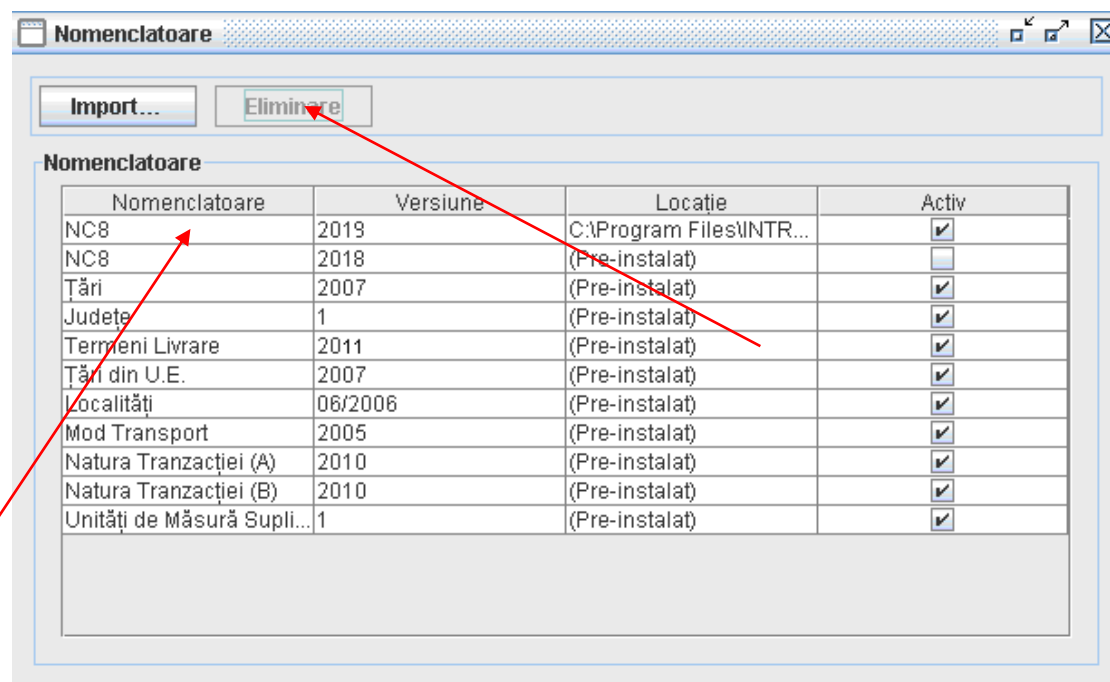 Nomenclatoare
Import... Eliminare
Nomenclatoare
Nomenclatoare Versiune Locație Activ
NC8 2019 C:\Program Files\INTR...
NC8 2018 (Pre-instalat)
Țări 2007 (Pre-instalat)
Județe 1 (Pre-instalat)
Termeni Livrare 2011 (Pre-instalat)
Țări din U.E. 2007 (Pre-instalat)
Localități 06/2006 (Pre-instalat)
Mod Transport 2005 (Pre-instalat)
Natura Tranzacției (A) 2010 (Pre-instalat)
Natura Tranzacției (B) 2010 (Pre-instalat)
Unități de Măsură Supli... 1 (Pre-instalat)